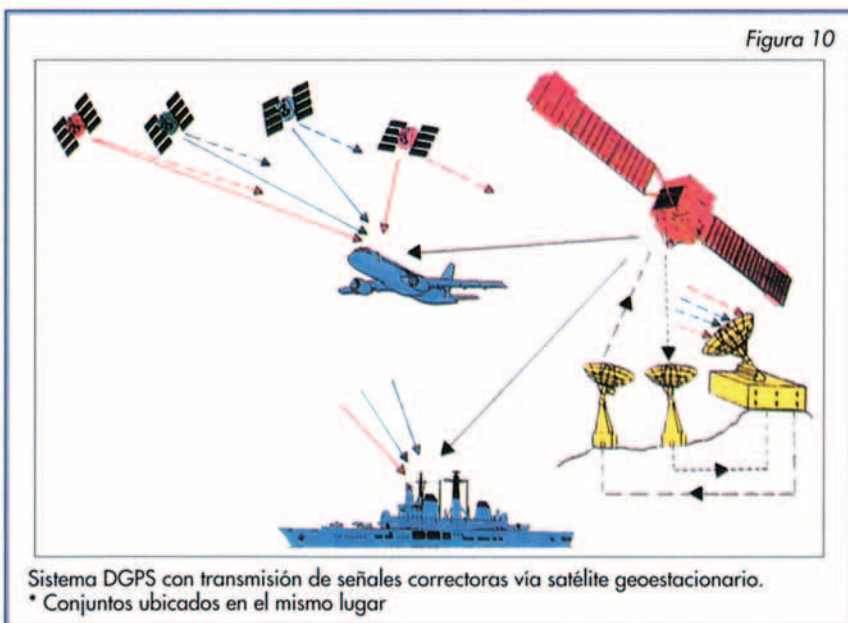 Figura 10
Sistema DGPS con transmisión de señales correctoras vía satélite geoestacionario.
* Conjuntos ubicados en el mismo lugar